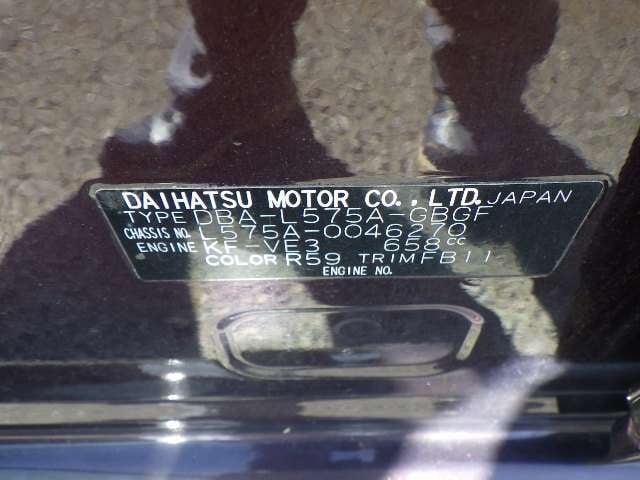 DAIHATSU MOTOR CO., LTD. JAPAN
TYPE DBA-L575A-GBGF
CHASSIS NO. L575A-0046270
ENGINE KF-VE3 658cc
COLOR R59 TRIM FB11
ENGINE NO.